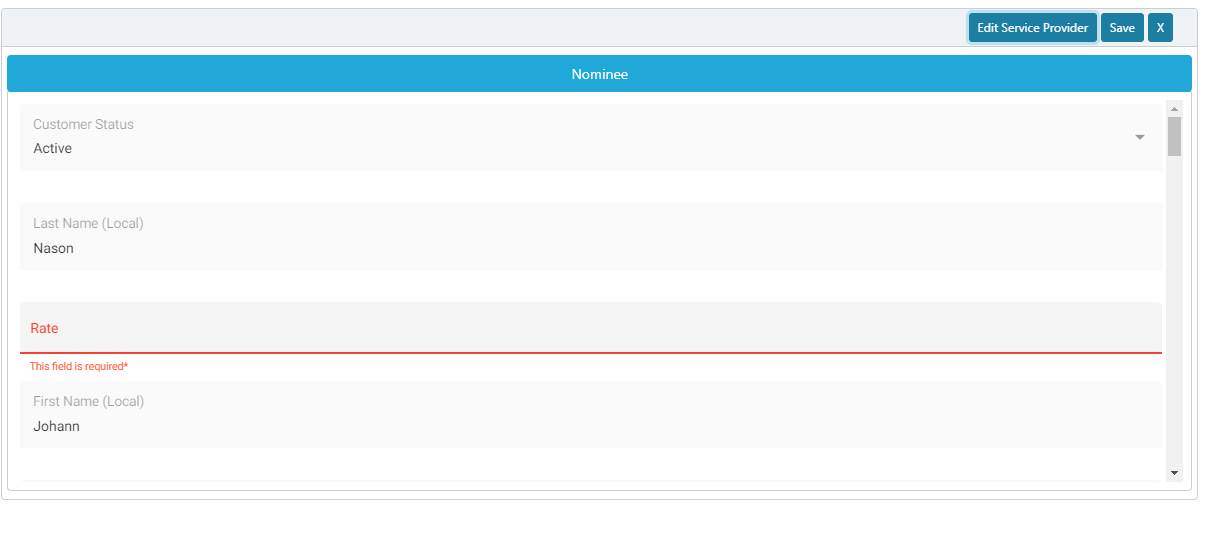 Edit Service Provider Save X
Nominee
Customer Status
Active
Last Name (Local)
Nason
Rate
This field is required*
First Name (Local)
Johann